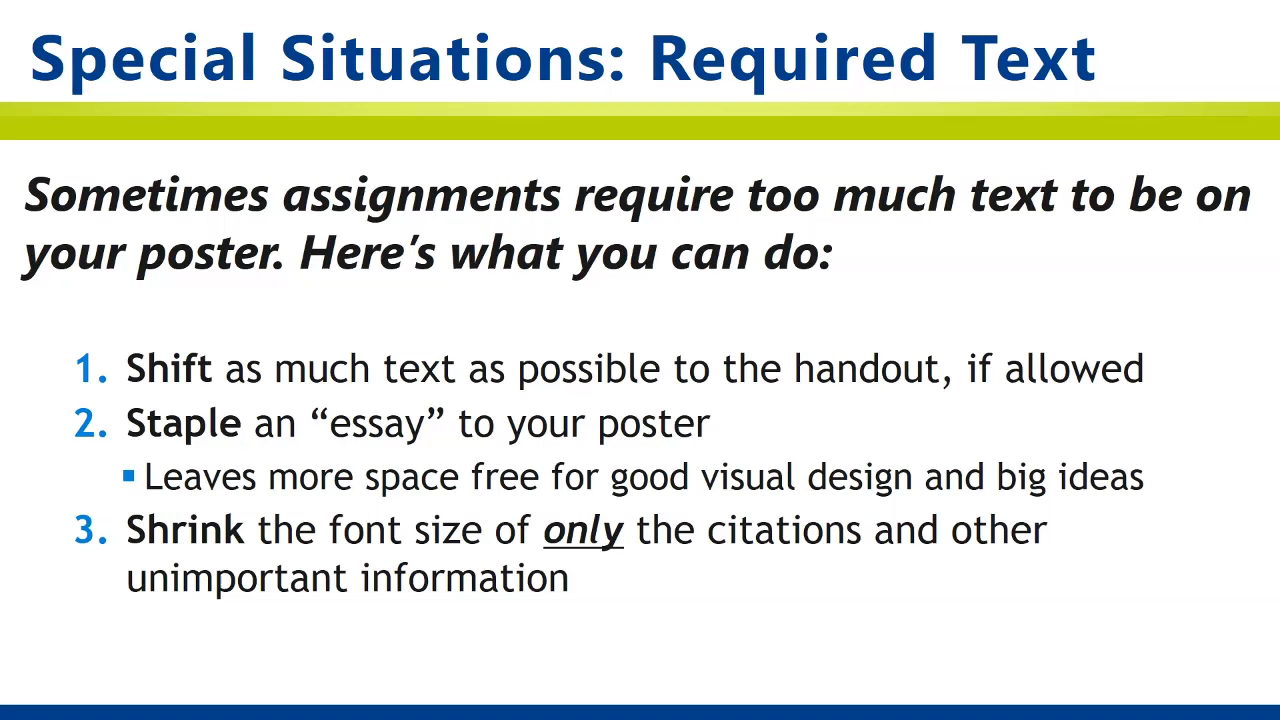 Special Situations: Required Text
Sometimes assignments require too much text to be on
your poster. Here’s what you can do:
1. Shift as much text as possible to the handout, if allowed
2. Staple an “essay” to your poster
▪ Leaves more space free for good visual design and big ideas
3. Shrink the font size of only the citations and other
unimportant information